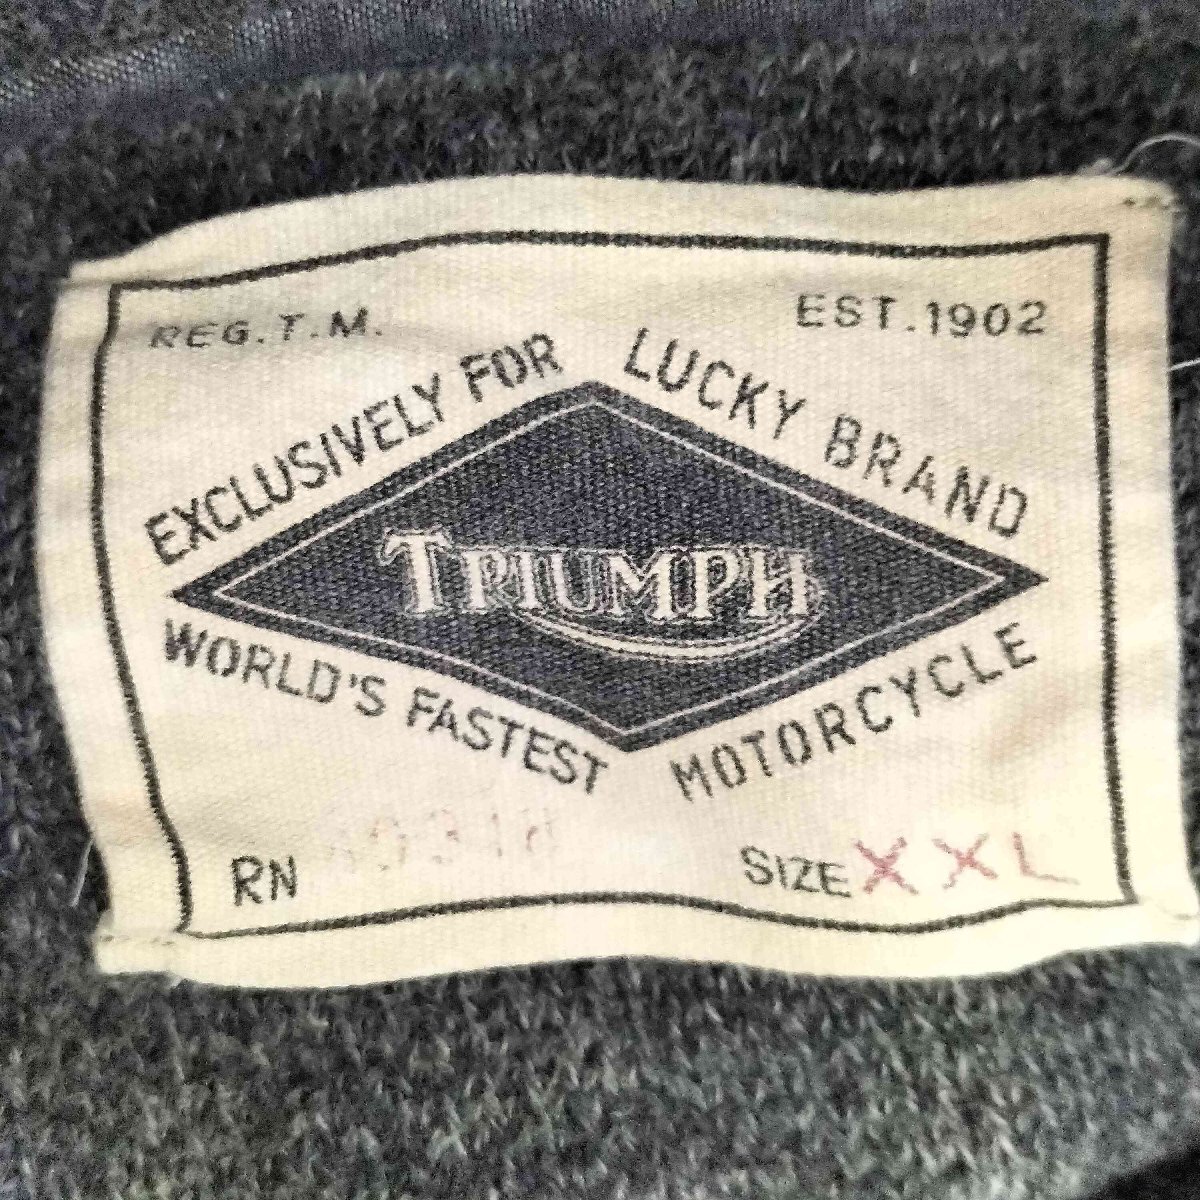 REG.T.M.
EST.1902
EXCLUSIVELY FOR
LUCKY BRAND
TRIUMPH
WORLD'S FASTEST
MOTORCYCLE
RN
SIZE XXL